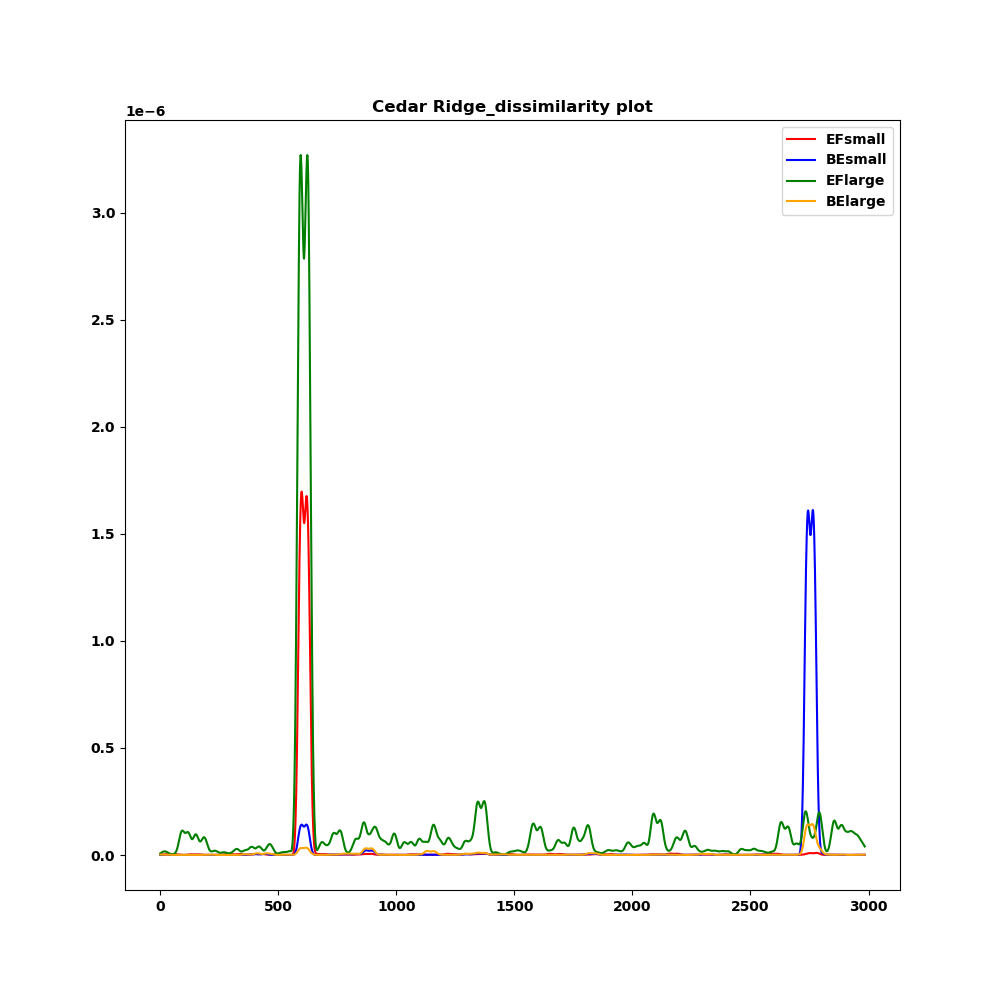 Cedar Ridge_dissimilarity plot
1e−6
EFsmall
BEsmall
EFlarge
BElarge
3.0
2.5
2.0
1.5
1.0
0.5
0.0
0 500 1000 1500 2000 2500 3000